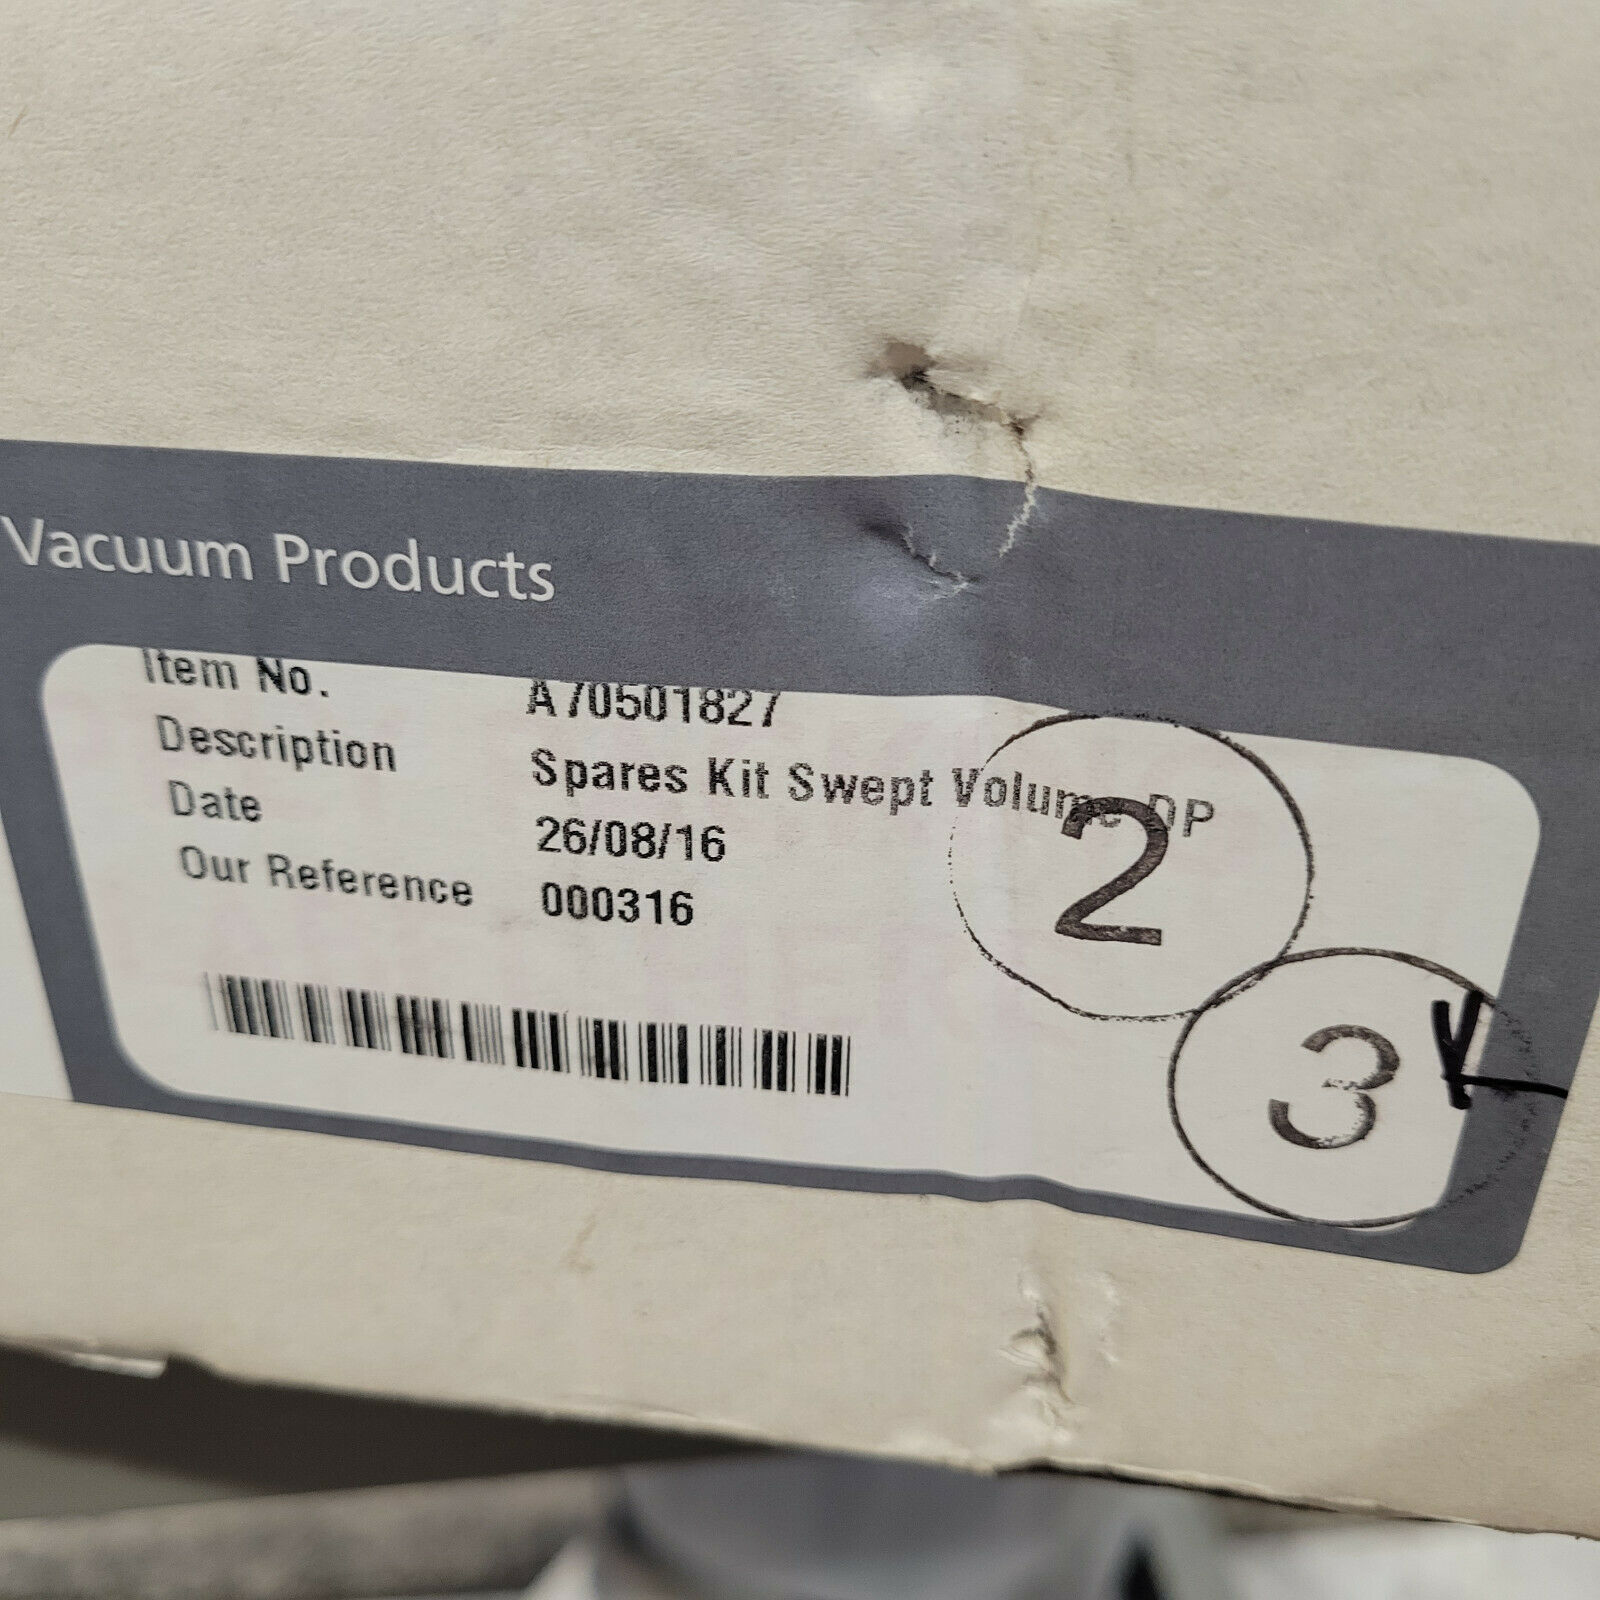 Vacuum Products
Item No. A70501827
Description Spares Kit Swept Volume DP
Date 26/08/16
Our Reference 000316
2
3